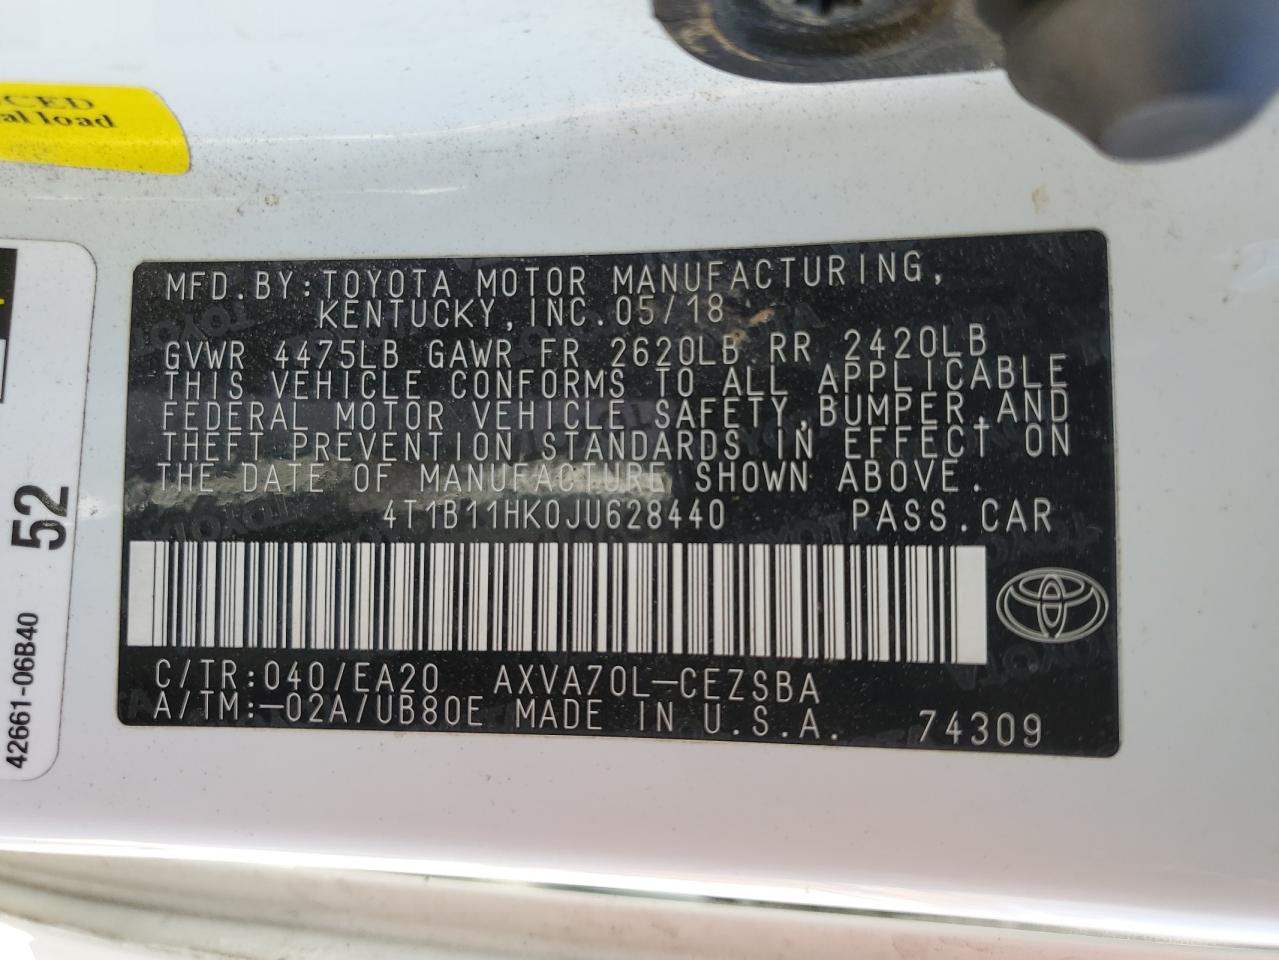 CED
al load
52
42661-06B40
MFD.BY:TOYOTA MOTOR MANUFACTURING,
KENTUCKY, INC. 05/18
GVWR 4475LB GAWR FR 2620LB RR 2420LB
THIS VEHICLE CONFORMS TO ALL APPLICABLE
FEDERAL MOTOR VEHICLE SAFETY,BUMPER,AND
THEFT PREVENTION STANDARDS IN EFFECT ON
THE DATE OF MANUFACTURE SHOWN ABOVE.
4T1B11HK0JU628440 PASS.CAR
C/TR:040/EA20 AXVA70L-CEZSBA
A/TM:-02A/UB80E MADE IN U.S.A. 74309